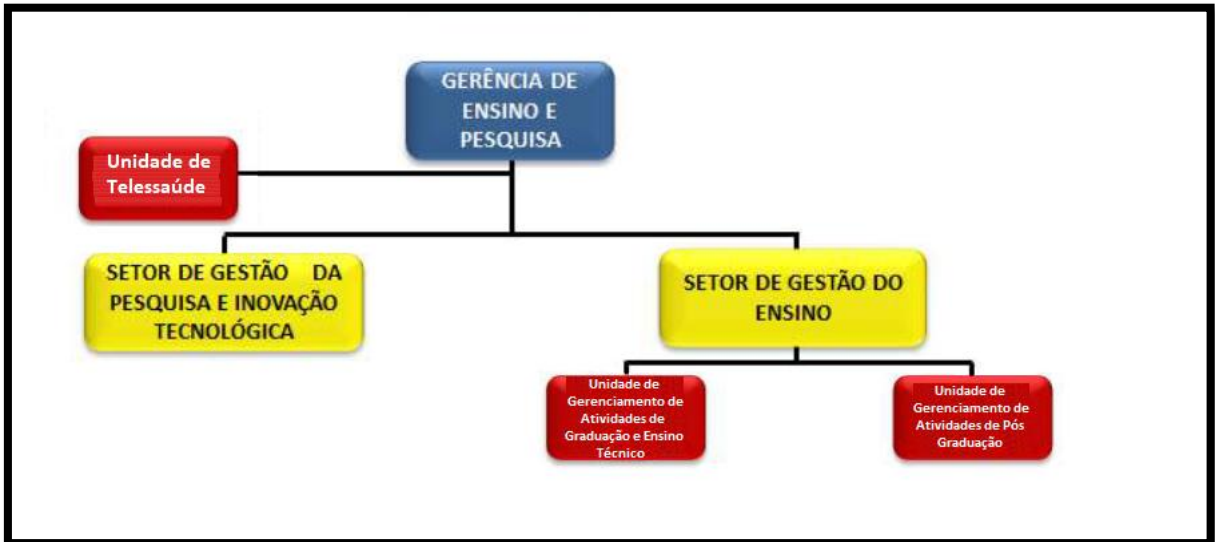 GERÊNCIA DE
ENSINO E
PESQUISA
Unidade de
Telessaúde
SETOR DE GESTÃO DA
PESQUISA E INOVAÇÃO
TECNOLÓGICA
SETOR DE GESTÃO DO
ENSINO
Unidade de
Gerenciamento de
Atividades de
Graduação e Ensino
Técnico
Unidade de
Gerenciamento de
Atividades de Pós
Graduação